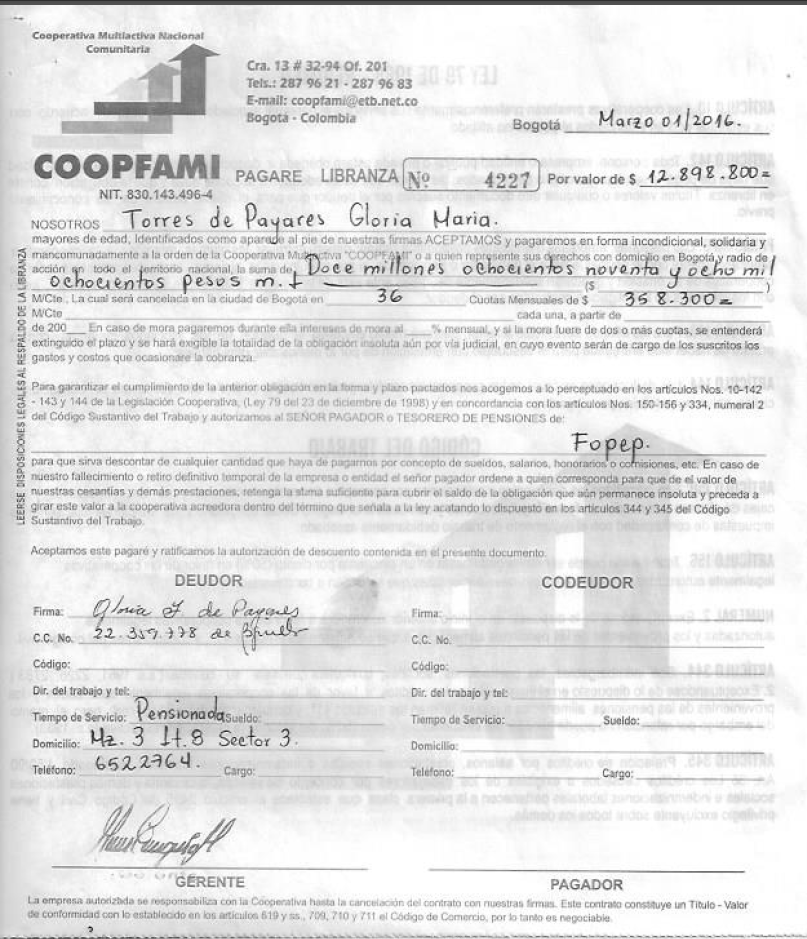 Cooperativa Multiactiva Nacional
Comunitaria
Cra. 13 # 32-94 Of. 201
Tels.: 287 96 21 - 287 96 83
E-mail: coopfami@etb.net.co
Bogotá - Colombia
Bogotá Marzo 01/2016.
COOPFAMI PAGARE LIBRANZA Nº 4227 Por valor de $ 12.898.800=
NIT. 830.143.496-4
NOSOTROS Torres de Payares Gloria Maria.
mayores de edad, Identificados como aparede al pie de nuestras firmas ACEPTAMOS y pagaremos en forma incondicional, solidaria y
mancomunadamente a la orden de la Cooperativa Multiactiva "COOPFAMI" o a quien represente sus derechos con domicilio en Bogotá y radio de
acción en todo el territorio nacional, la suma de Doce millones ochocientos noventa y ocho mil
ochocientos pesos m.t ($ )
M/Cte., La cual será cancelada en la ciudad de Bogotá en 36 Cuotas Mensuales de $ 358.300=
M/Cte cada una, a partir de
de 200 En caso de mora pagaremos durante ella intereses de mora al % mensual, y si la mora fuere de dos o más cuotas, se entenderá
extinguido el plazo y se hará exigible la totalidad de la obligación insoluta aún por vía judicial, en cuyo evento serán de cargo de los suscritos los
gastos y costos que ocasionare la cobranza.
Para garantizar el cumplimiento de la anterior obligación en la forma y plazo pactados nos acogemos a lo perceptuado en los artículos Nos. 10-142
- 143 y 144 de la Legislación Cooperativa, (Ley 79 del 23 de diciembre de 1998) y en concordancia con los artículos Nos. 150-156 y 334, numeral 2
del Código Sustantivo del Trabajo y autorizamos al SEÑOR PAGADOR o TESORERO DE PENSIONES de:
Fopep.
para que sirva descontar de cualquier cantidad que haya de pagarnos por concepto de sueldos, salarios, honorarios o comisiones, etc. En caso de
nuestro fallecimiento o retiro definitivo temporal de la empresa o entidad el señor pagador ordene a quien corresponda para que de el valor de
nuestras cesantías y demás prestaciones, retenga la suma suficiente para cubrir el saldo de la obligación que aún permanece insoluta y preceda a
girar este valor a la cooperativa acreedora dentro del término que señala a la ley acatando lo dispuesto en los artículos 344 y 345 del Código
Sustantivo del Trabajo.
LEERSE DISPOSICIONES LEGALES AL RESPALDO DE LA LIBRANZA
Aceptamos este pagaré y ratificamos la autorización de descuento contenida en el presente documento.
DEUDOR CODEUDOR
Firma: Gloria T de Payares Firma:
C.C. No. 22.359.778 de C.C. No.
Código: Código:
Dir. del trabajo y tel: Dir. del trabajo y tel:
Tiempo de Servicio: Pensionada Sueldo: Tiempo de Servicio: Sueldo:
Domicilio: Mz. 3 Lt. 8 Sector 3. Domicilio:
Teléfono: 6522764. Cargo: Teléfono: Cargo:
GERENTE PAGADOR
La empresa autorizada se responsabiliza con la Cooperativa hasta la cancelación del contrato con nuestras firmas. Este contrato constituye un Título - Valor
de conformidad con lo establecido en los artículos 619 y ss., 709, 710 y 711 el Código de Comercio, por lo tanto es negociable.